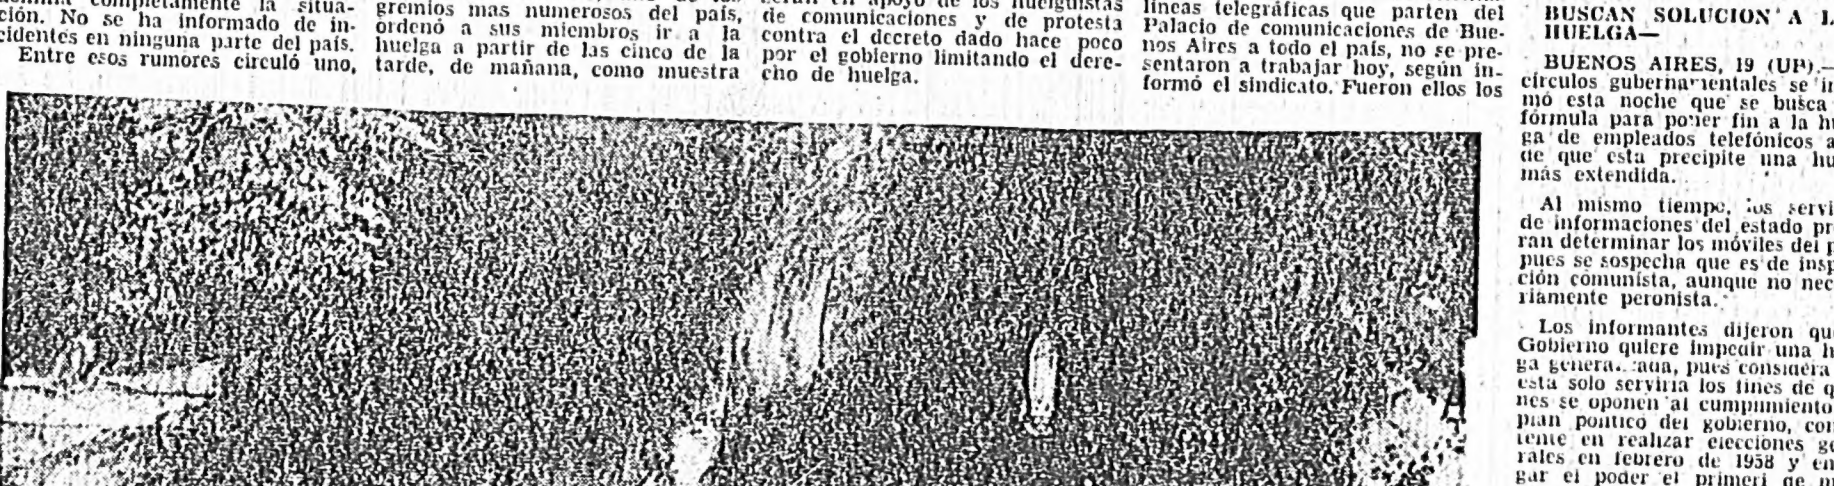 completamente la situa-
ción. No se ha informado de in-
cidentes en ninguna parte del país.
Entre esos rumores circuló uno,
gremios mas numerosos del país,
ordenó a sus miembros ir a la
huelga a partir de las cinco de la
tarde, de mañana, como muestra
en apoyo de los huelguistas
de comunicaciones y de protesta
contra el decreto dado hace poco
por el gobierno limitando el dere-
cho de huelga.
líneas telegráficas que parten del
Palacio de comunicaciones de Bue-
nos Aires a todo el país, no se pre-
sentaron a trabajar hoy, según in-
formó el sindicato. Fueron ellos los
BUSCAN SOLUCION A L
HUELGA—
BUENOS AIRES, 19 (UP).—
círculos gubernamentales se in
mó esta noche que se busca
fórmula para poner fin a la hu
ga de empleados telefónicos a
de que esta precipite una hu
más extendida.
Al mismo tiempo, los servi
de informaciones del estado pr
ran determinar los móviles del p
pues se sospecha que es de insp
ción comunista, aunque no nec
riamente peronista.
Los informantes dijeron que
Gobierno quiere impedir una h
ga genera. pues considera
esta solo serviria los fines de q
nes se oponen al cumplimiento
plan politico del gobierno, con
tente en realizar elecciones ge
rales en febrero de 1958 y en
gar el poder el primeri de m